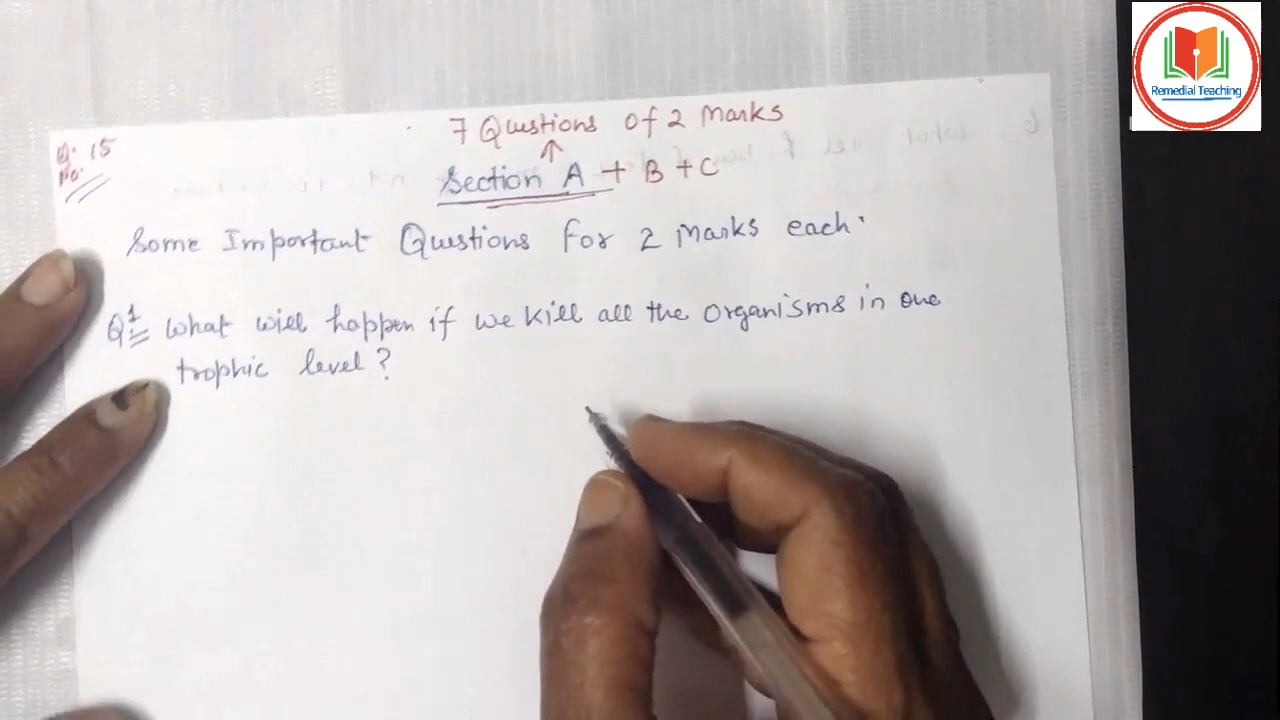 Remedial Teaching
7 Questions of 2 Marks
Q. 15
No.
Section A + B + C
Some Important Questions For 2 Marks each.
Q1 What will happen if we kill all the organisms in one
trophic level?